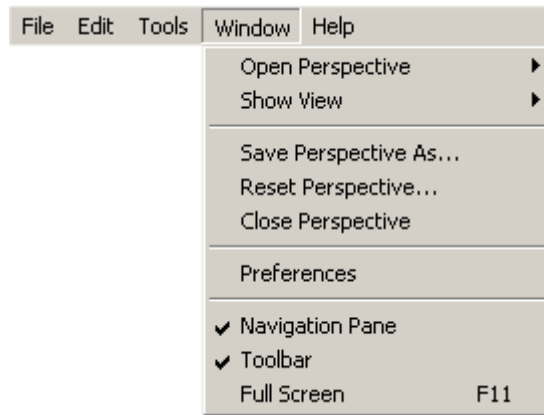 File Edit Tools Window Help
Open Perspective
Show View
Save Perspective As...
Reset Perspective...
Close Perspective
Preferences
Navigation Pane
Toolbar
Full Screen F11